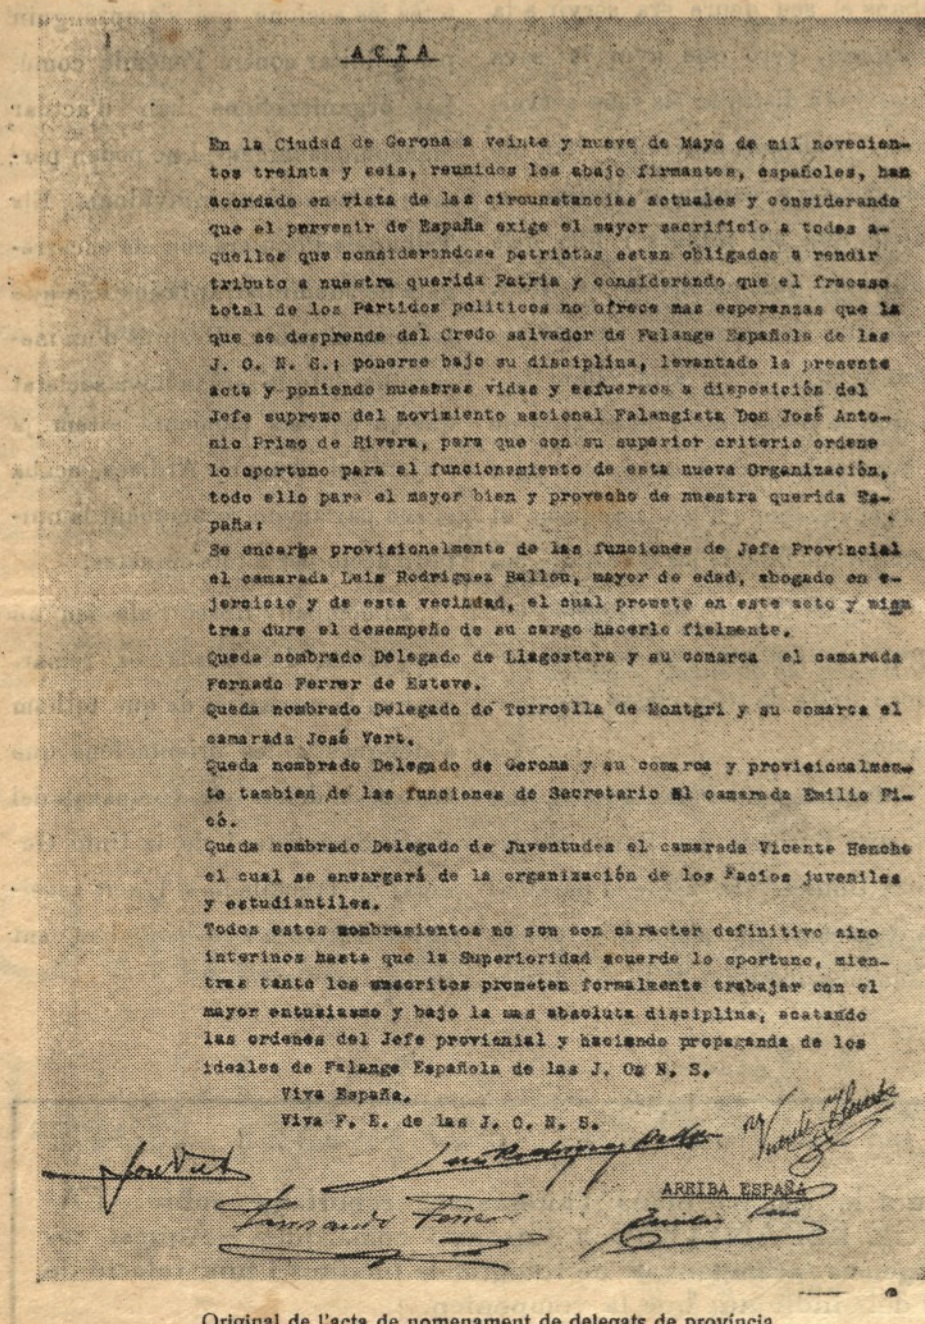 ACTA
En la Ciudad de Gerona a veinte y nueve de Mayo de mil novecien-
tos treinta y seis, reunidos los abajo firmantes, españoles, han
acordado en vista de las circunstancias actuales y considerando
que el porvenir de España exige el mayor sacrificio a todos a-
quellos que considerandose patriotas estan obligados a rendir
tributo a nuestra querida Patria y considerando que el fracaso
total de los Partidos politicos no ofrece mas esperanzas que la
que se desprende del Credo salvador de Falange Española de las
J. O. N. S.; ponerse bajo su disciplina, levantado la presente
acta y poniendo nuestras vidas y esfuerzos a disposición del
Jefe supremo del movimiento nacional Falangista Don José Anto-
nio Primo de Rivera, para que con su superior criterio ordene
lo oportuno para el funcionamiento de esta nueva Organización,
todo ello para el mayor bien y provecho de nuestra querida Es-
paña:
Se encarga provisionalmente de las funciones de Jefe Provincial
el camarada Luis Rodriguez Ballou, mayor de edad, abogado en e-
jercicio y de esta vecindad, el cual promete en este acto y mien
tras dure el desempeño de su cargo hacerlo fielmente.
Queda nombrado Delegado de Llagostera y su comarca el camarada
Fernado Ferrer de Esteve.
Queda nombrado Delegado de Torroella de Montgri y su comarca el
camarada José Vert.
Queda nombrado Delegado de Gerona y su comarca y provisionalmen-
te tambien de las funciones de Secretario el camarada Emilio Pi-
có.
Queda nombrado Delegado de Juventudes el camarada Vicente Henche
el cual se envargará de la organización de los Facios juveniles
y estudiantiles.
Todos estos nombramientos no son con caracter definitivo sino
interinos hasta que la Superioridad acuerde lo oportuno, mien-
tras tanto los suscritos prometen formalmente trabajar con el
mayor entusiasmo y bajo la mas absoluta disciplina, acatando
las ordenes del Jefe provienial y haciendo propaganda de los
ideales de Falange Española de las J. On N. S.
Viva España.
Viva F. E. de las J. O. N. S.
José Vert
Luis Rodriguez
Vicente Henche
ARRIBA ESPAÑA
Fernando Ferrer
Emilio Picó
Original de l'acta de nomenament de delegats de província